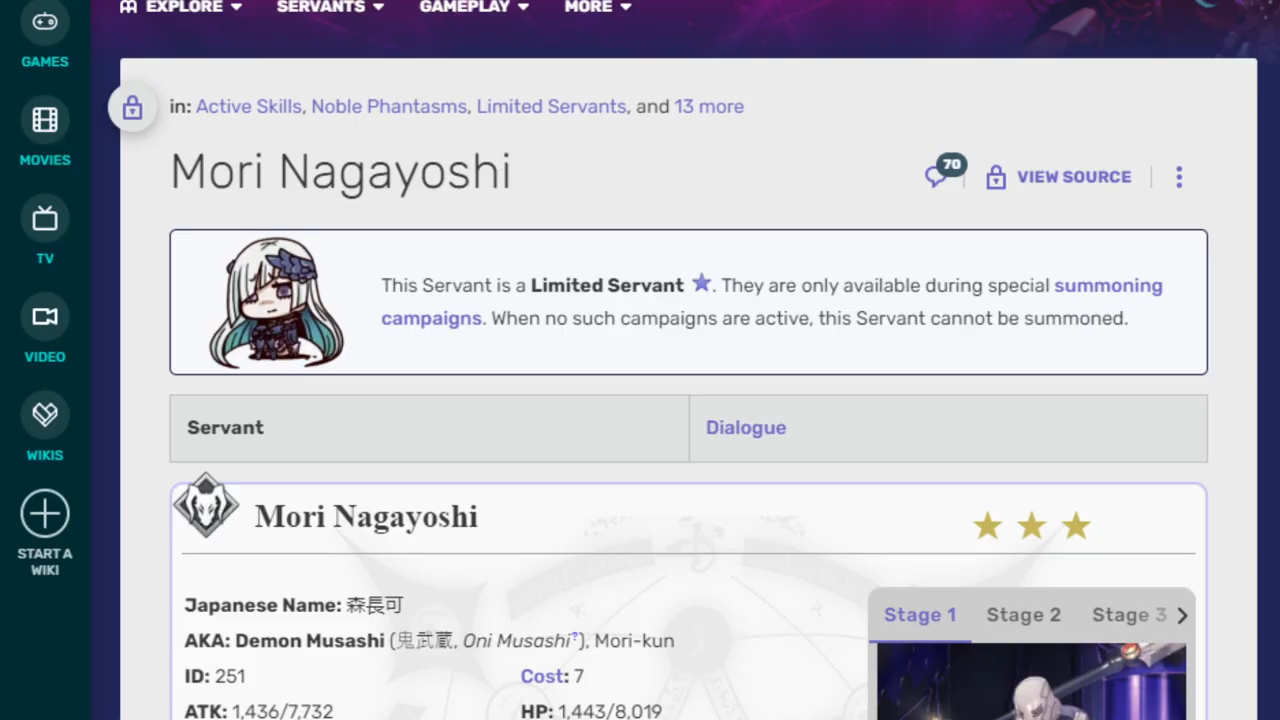 EXPLORE SERVANTS GAMEPLAY MORE
GAMES
MOVIES
TV
VIDEO
WIKIS
START A
WIKI
in: Active Skills, Noble Phantasms, Limited Servants, and 13 more
Mori Nagayoshi
70
VIEW SOURCE
This Servant is a Limited Servant ★. They are only available during special summoning
campaigns. When no such campaigns are active, this Servant cannot be summoned.
Servant Dialogue
Mori Nagayoshi
Japanese Name: 森長可
AKA: Demon Musashi (鬼武蔵, Oni Musashi?), Mori-kun
ID: 251 Cost: 7
ATK: 1,436/7,732 HP: 1,443/8,019
Stage 1 Stage 2 Stage 3